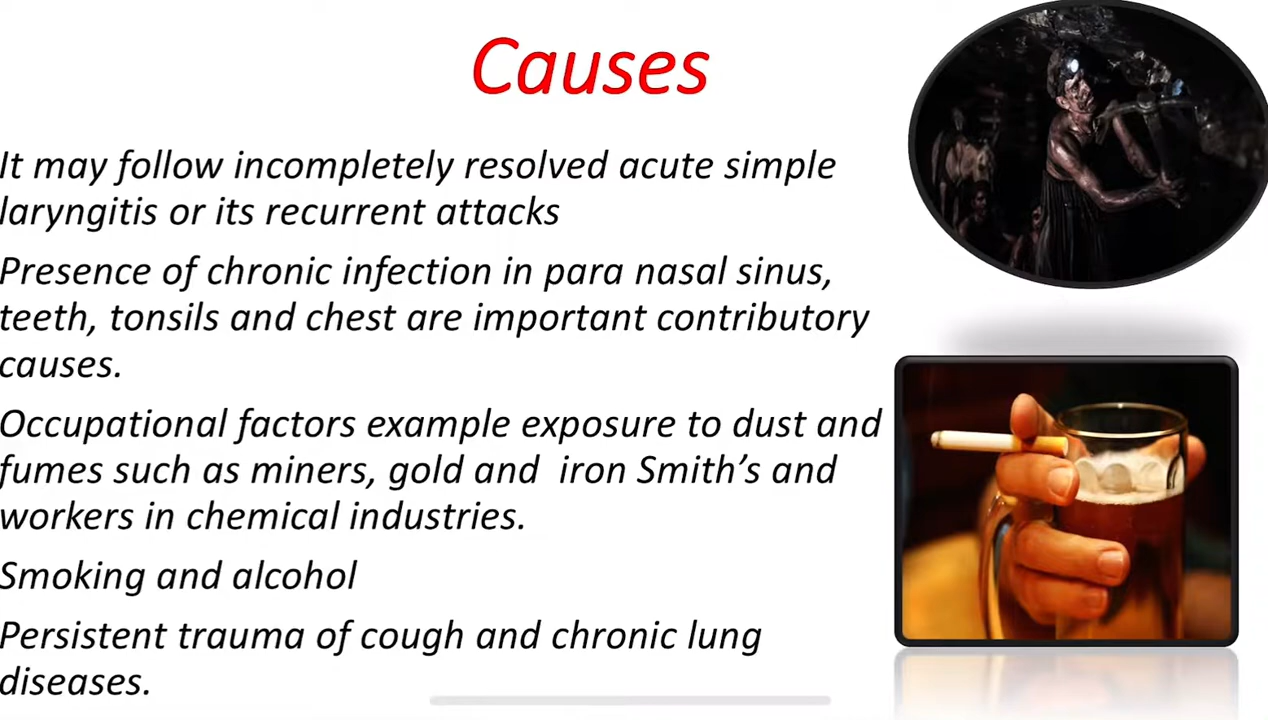 Causes
It may follow incompletely resolved acute simple
laryngitis or its recurrent attacks
Presence of chronic infection in para nasal sinus,
teeth, tonsils and chest are important contributory
causes.
Occupational factors example exposure to dust and
fumes such as miners, gold and  iron Smith’s and
workers in chemical industries.
Smoking and alcohol
Persistent trauma of cough and chronic lung
diseases.